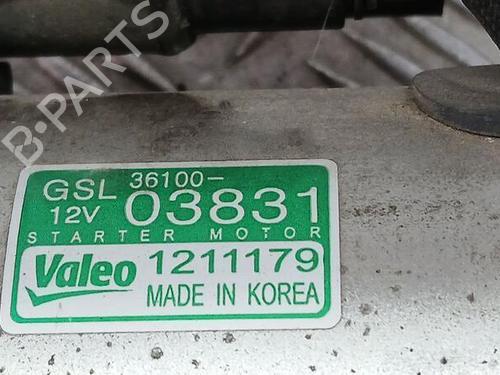 B-PARTS
GSL 36100-
12V 03831
STARTER MOTOR
Valeo 1211179
MADE IN KOREA